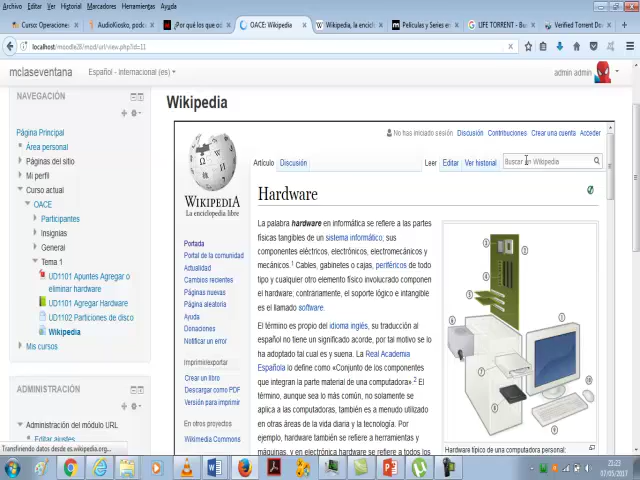 Archivo Editar Ver Historial Marcadores Herramientas Ayuda
Curso: Operacione
AudioKiosko, podca
¿Por qué los que oc
OACE: Wikipedia
Wikipedia, la encicl
Películas y Series en
LIFE TORRENT - Bu
Verified Torrent Do
localhost/moodle28/mod/url/view.php?id=11
mclaseventana
Español - Internacional (es)
admin admin
NAVEGACIÓN
Página Principal
Área personal
Páginas del sitio
Mi perfil
Curso actual
OACE
Participantes
Insignias
General
Tema 1
UD1101 Apuntes Agregar o
eliminar hardware
UD1101 Agregar Hardware
UD1102 Particiones de disco
Wikipedia
Mis cursos
ADMINISTRACIÓN
Administración del módulo URL
Editar ajustes
Transfiriendo datos desde es.wikipedia.org...
Wikipedia
No has iniciado sesión Discusión Contribuciones Crear una cuenta Acceder
WIKIPEDIA
La enciclopedia libre
Artículo Discusión
Leer Editar Ver historial
Buscar en Wikipedia
Portada
Portal de la comunidad
Actualidad
Cambios recientes
Páginas nuevas
Página aleatoria
Ayuda
Donaciones
Notificar un error
Imprimir/exportar
Crear un libro
Descargar como PDF
Versión para imprimir
En otros proyectos
Wikimedia Commons
Hardware
La palabra hardware en informática se refiere a las partes
físicas tangibles de un sistema informático; sus
componentes eléctricos, electrónicos, electromecánicos y
mecánicos.1 Cables, gabinetes o cajas, periféricos de todo
tipo y cualquier otro elemento físico involucrado componen
el hardware; contrariamente, el soporte lógico e intangible
es el llamado software.
El término es propio del idioma inglés, su traducción al
español no tiene un significado acorde, por tal motivo se lo
ha adoptado tal cual es y suena. La Real Academia
Española lo define como «Conjunto de los componentes
que integran la parte material de una computadora».2 El
término, aunque sea lo más común, no solamente se
aplica a las computadoras, también es a menudo utilizado
en otras áreas de la vida diaria y la tecnología. Por
ejemplo, hardware también se refiere a herramientas y
máquinas, y en electrónica hardware se refiere a todos los
Hardware típico de una computadora personal:
21:23
07/05/2017